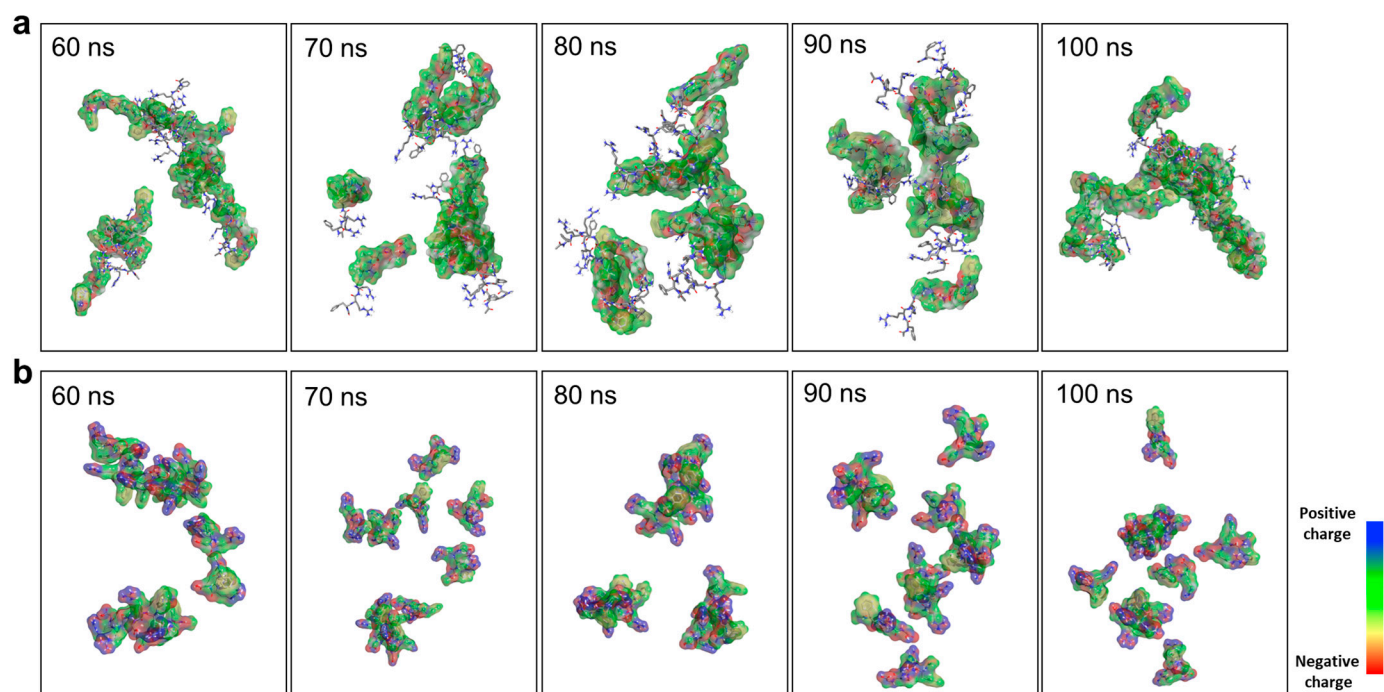 a
60 ns
70 ns
80 ns
90 ns
100 ns
b
60 ns
70 ns
80 ns
90 ns
100 ns
Positive
charge
Negative
charge